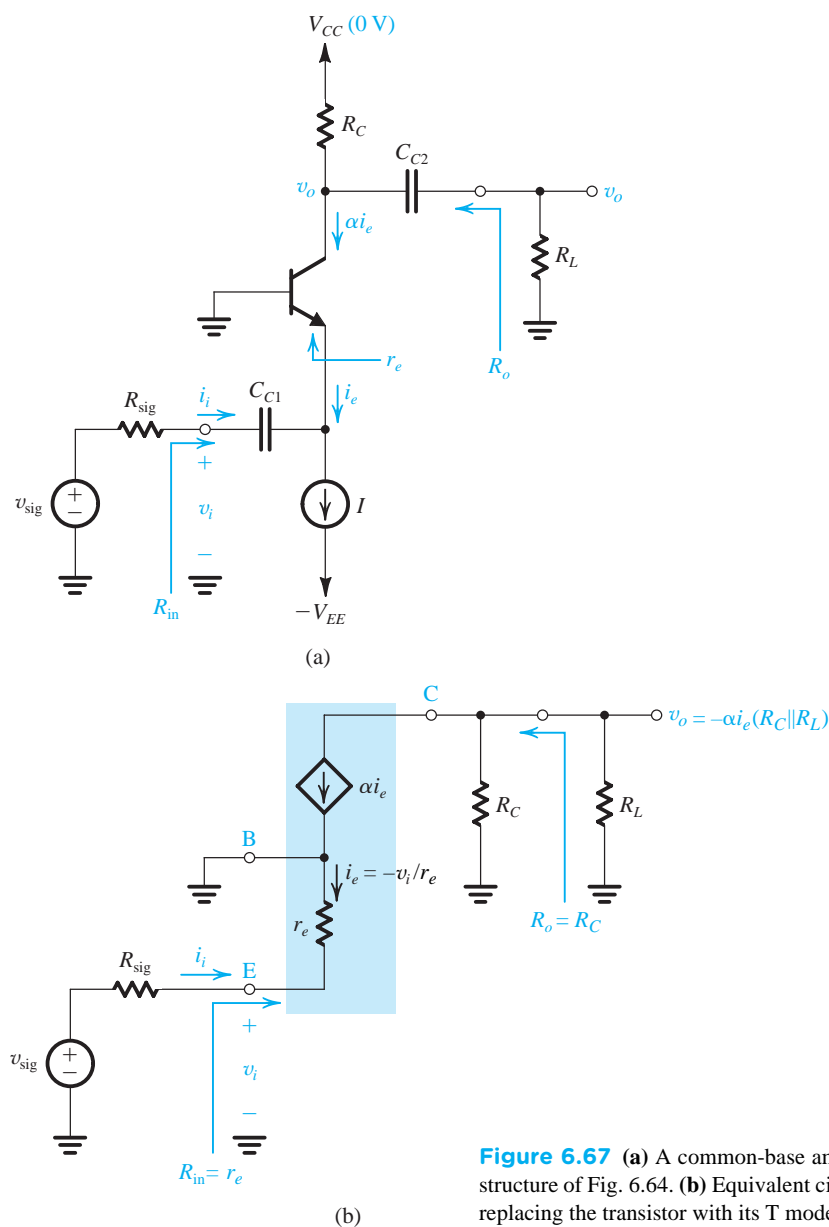 V_CC (0 V)
R_C
C_C2
v_o
v_o
αi_e
R_L
r_e
R_o
R_sig
i_i
C_C1
i_e
+
v_sig
+
−
v_i
I
−
R_in
−V_EE
(a)
C
v_o = −αi_e(R_C||R_L)
αi_e
R_C
R_L
B
i_e = −v_i/r_e
r_e
R_o = R_C
R_sig
i_i
E
+
v_sig
+
−
v_i
−
R_in = r_e
(b)
Figure 6.67 (a) A common-base an
structure of Fig. 6.64. (b) Equivalent ci
replacing the transistor with its T mode